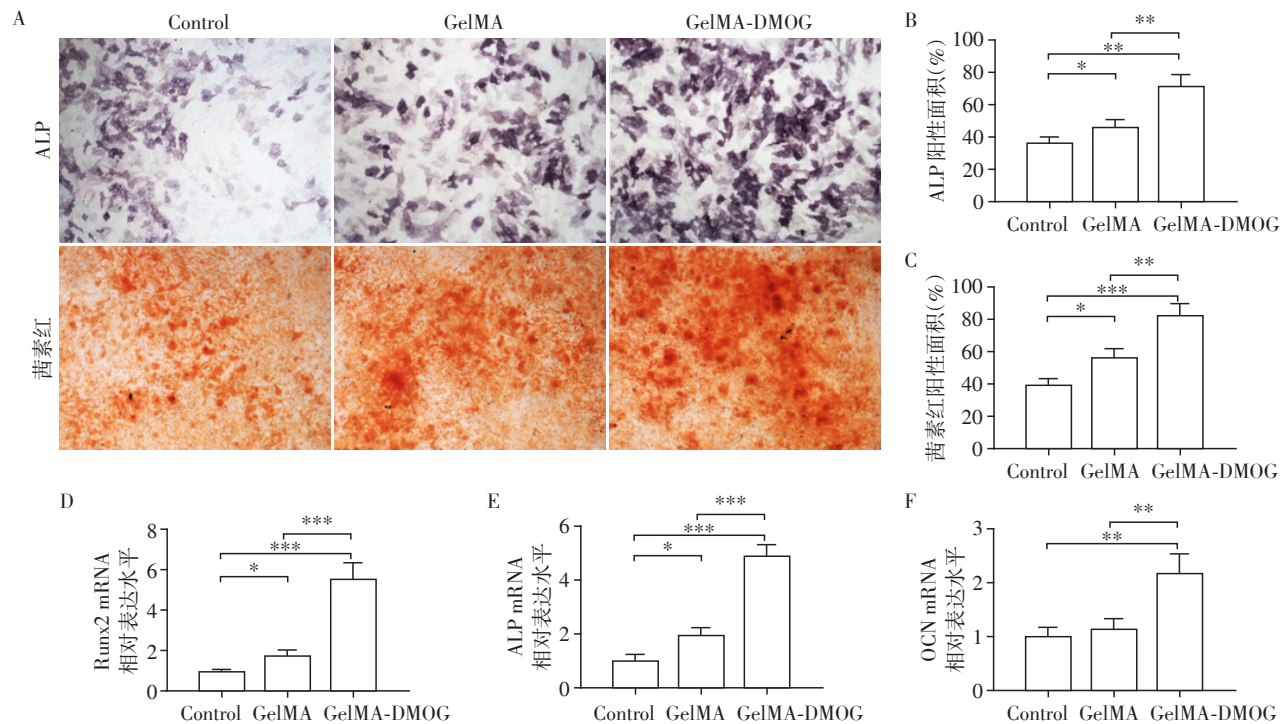 A
Control
GelMA
GelMA-DMOG
ALP
茜素红
B
ALP 阳性面积(%)
100
80
60
40
20
0
*
**
**
Control
GelMA
GelMA-DMOG
C
茜素红阳性面积(%)
100
80
60
40
20
0
*
***
**
Control
GelMA
GelMA-DMOG
D
Runx2 mRNA
相对表达水平
8
6
4
2
0
*
***
***
Control
GelMA
GelMA-DMOG
E
ALP mRNA
相对表达水平
6
4
2
0
*
***
***
Control
GelMA
GelMA-DMOG
F
OCN mRNA
相对表达水平
3
2
1
0
**
**
Control
GelMA
GelMA-DMOG